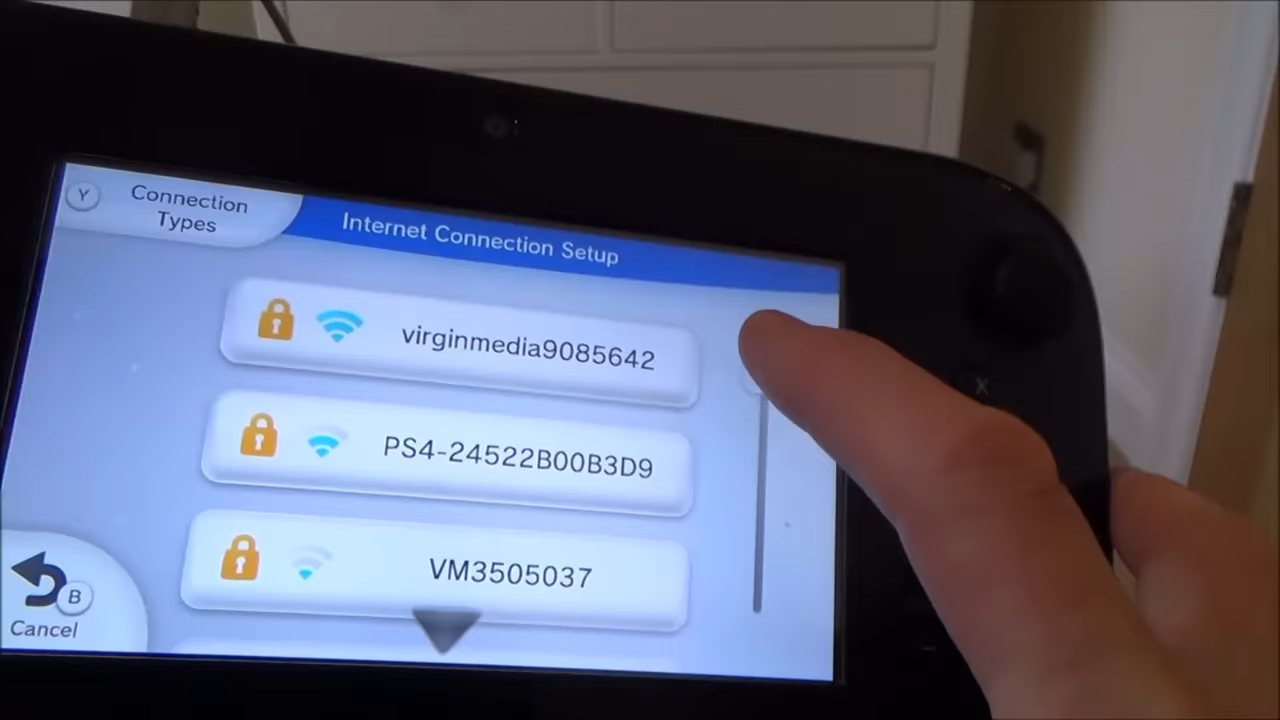 Y
Connection
Types
Internet Connection Setup
virginmedia9085642
X
PS4-24522B00B3D9
VM3505037
B
Cancel